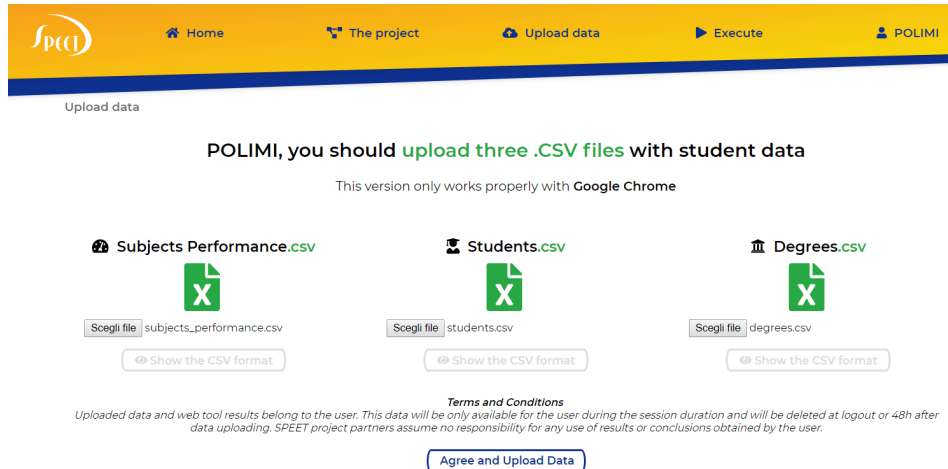 SPEET
Home
The project
Upload data
Execute
POLIMI
Upload data
POLIMI, you should upload three .CSV files with student data
This version only works properly with Google Chrome
Subjects Performance.csv
Students.csv
Degrees.csv
X
X
X
Scegli file subjects_performance.csv
Scegli file students.csv
Scegli file degrees.csv
Show the CSV format
Show the CSV format
Show the CSV format
Terms and Conditions
Uploaded data and web tool results belong to the user. This data will be only available for the user during the session duration and will be deleted at logout or 48h after
data uploading. SPEET project partners assume no responsibility for any use of results or conclusions obtained by the user.
Agree and Upload Data